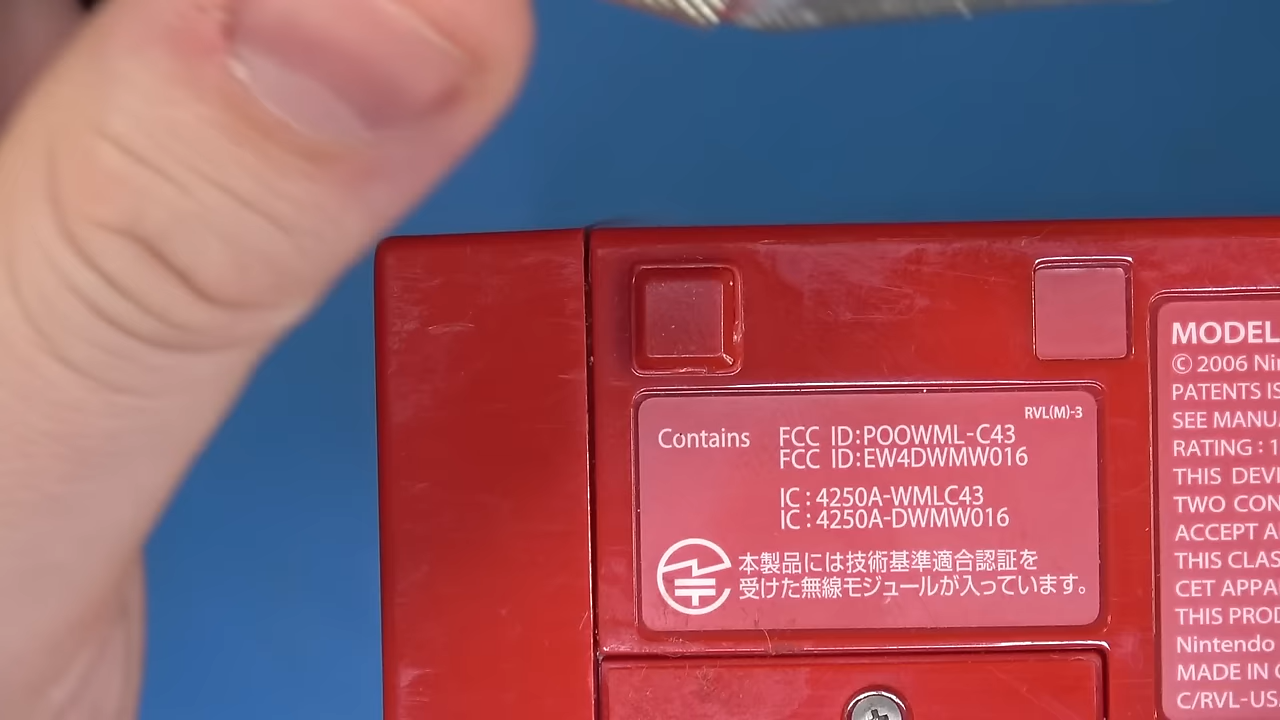 RVL(M)-3
Contains FCC ID:POOWML-C43
FCC ID:EW4DWMW016
IC : 4250A-WMLC43
IC : 4250A-DWMW016
本製品には技術基準適合認証を
受けた無線モジュールが入っています。
MODEL
© 2006 Nin
PATENTS IS
SEE MANUA
RATING : 1
THIS DEVI
TWO CON
ACCEPT A
THIS CLAS
CET APPA
THIS PROD
Nintendo
MADE IN C
C/RVL-US